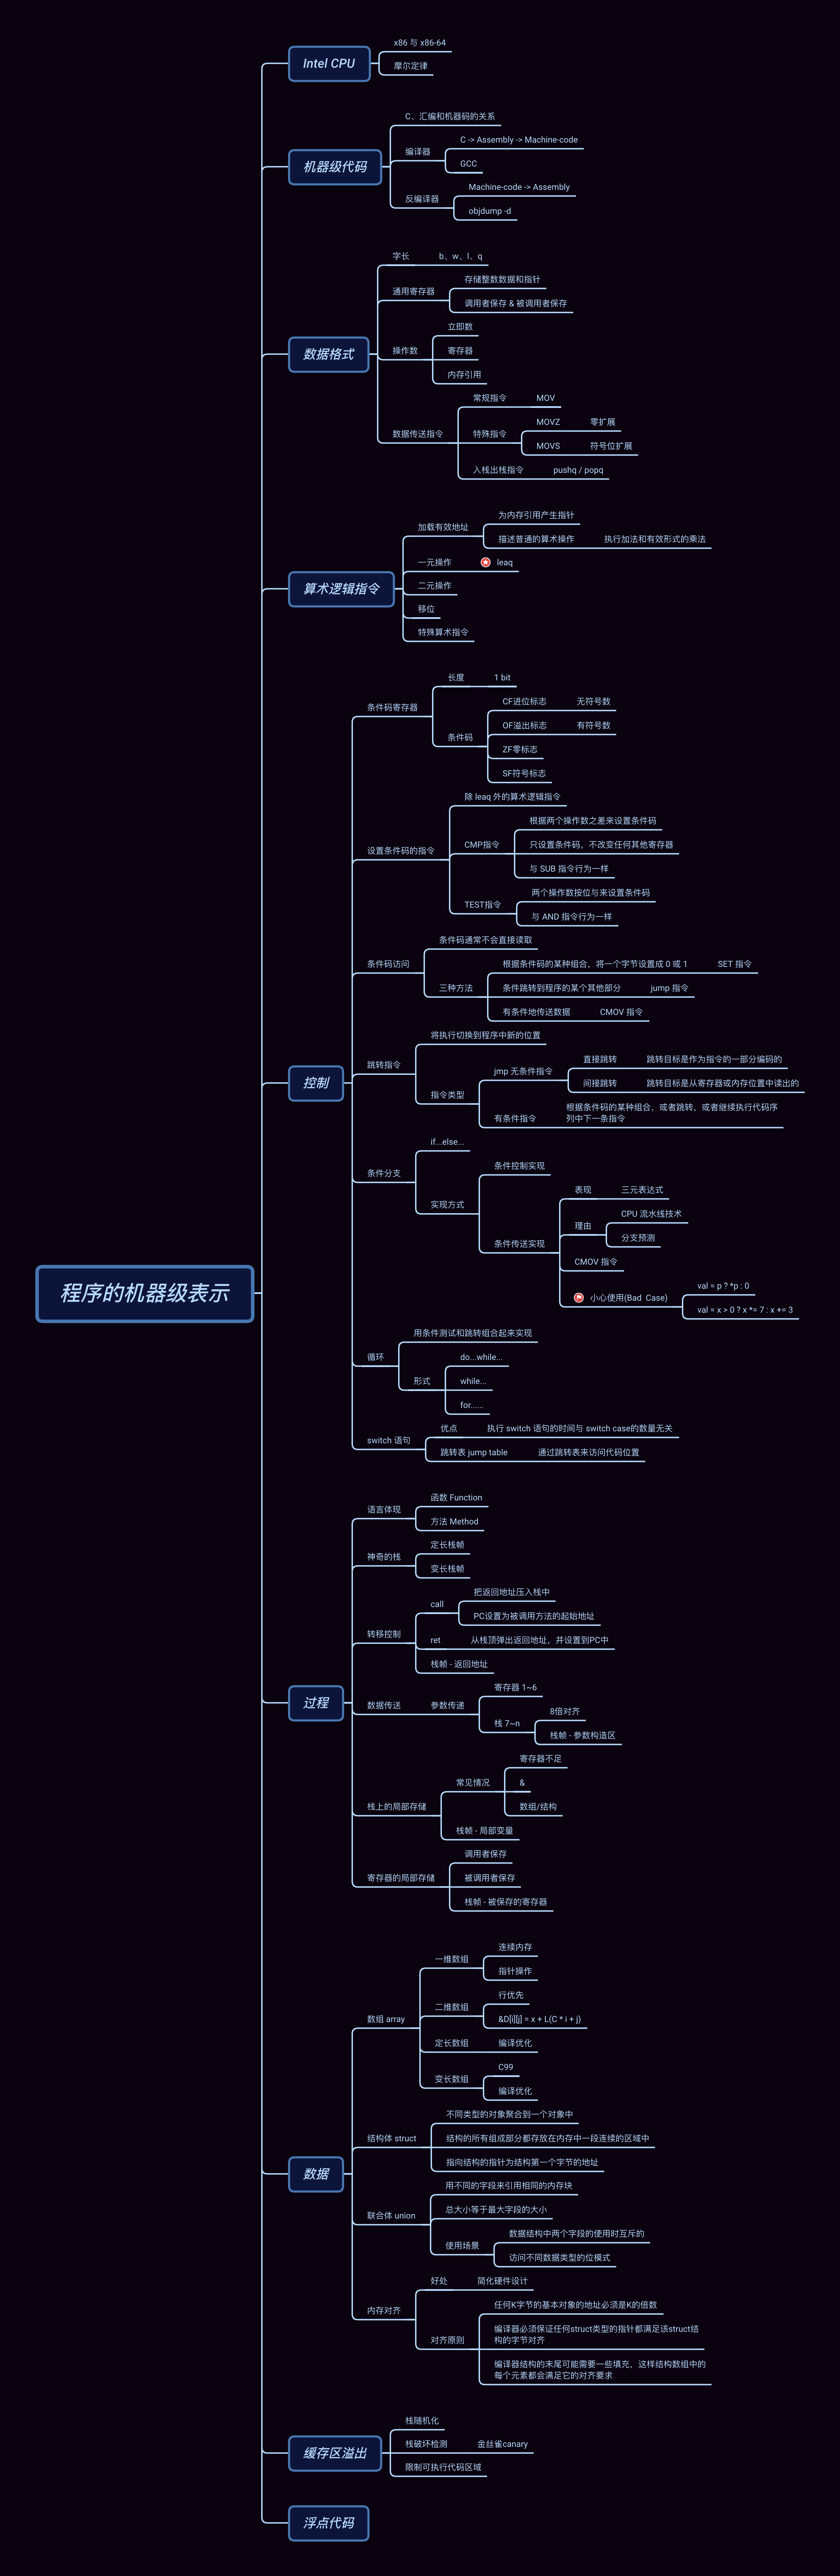 程序的机器级表示
Intel CPU
x86 与 x86-64
摩尔定律
机器级代码
C、汇编和机器码的关系
编译器
C -> Assembly -> Machine-code
GCC
反编译器
Machine-code -> Assembly
objdump -d
数据格式
字长
b、w、l、q
通用寄存器
存储整数数据和指针
调用者保存 & 被调用者保存
操作数
立即数
寄存器
内存引用
数据传送指令
常规指令
MOV
特殊指令
MOVZ
零扩展
MOVS
符号位扩展
入栈出栈指令
pushq / popq
算术逻辑指令
加载有效地址
为内存引用产生指针
描述普通的算术操作
执行加法和有效形式的乘法
一元操作
leaq
二元操作
移位
特殊算术指令
控制
条件码寄存器
长度
1 bit
条件码
CF进位标志
无符号数
OF溢出标志
有符号数
ZF零标志
SF符号标志
设置条件码的指令
除 leaq 外的算术逻辑指令
CMP指令
根据两个操作数之差来设置条件码
只设置条件码，不改变任何其他寄存器
与 SUB 指令行为一样
TEST指令
两个操作数按位与来设置条件码
与 AND 指令行为一样
条件码访问
条件码通常不会直接读取
三种方法
根据条件码的某种组合，将一个字节设置成 0 或 1
SET 指令
条件跳转到程序的某个其他部分
jump 指令
有条件地传送数据
CMOV 指令
跳转指令
将执行切换到程序中新的位置
指令类型
jmp 无条件指令
直接跳转
跳转目标是作为指令的一部分编码的
间接跳转
跳转目标是从寄存器或内存位置中读出的
有条件指令
根据条件码的某种组合，或者跳转，或者继续执行代码序
列中下一条指令
条件分支
if...else...
实现方式
条件控制实现
条件传送实现
表现
三元表达式
理由
CPU 流水线技术
分支预测
CMOV 指令
小心使用(Bad Case)
val = p ? *p : 0
val = x > 0 ? x *= 7 : x += 3
循环
用条件测试和跳转组合起来实现
形式
do...while...
while...
for......
switch 语句
优点
执行 switch 语句的时间与 switch case的数量无关
跳转表 jump table
通过跳转表来访问代码位置
过程
语言体现
函数 Function
方法 Method
神奇的栈
定长栈帧
变长栈帧
转移控制
call
把返回地址压入栈中
PC设置为被调用方法的起始地址
ret
从栈顶弹出返回地址，并设置到PC中
栈帧 - 返回地址
数据传送
参数传递
寄存器 1~6
栈 7~n
8倍对齐
栈帧 - 参数构造区
栈上的局部存储
常见情况
寄存器不足
&
数组/结构
栈帧 - 局部变量
寄存器的局部存储
调用者保存
被调用者保存
栈帧 - 被保存的寄存器
数据
数组 array
一维数组
连续内存
指针操作
二维数组
行优先
&D[i][j] = x + L(C * i + j)
定长数组
编译优化
变长数组
C99
编译优化
结构体 struct
不同类型的对象聚合到一个对象中
结构的所有组成部分都存放在内存中一段连续的区域中
指向结构的指针为结构第一个字节的地址
联合体 union
用不同的字段来引用相同的内存块
总大小等于最大字段的大小
使用场景
数据结构中两个字段的使用时互斥的
访问不同数据类型的位模式
内存对齐
好处
简化硬件设计
对齐原则
任何K字节的基本对象的地址必须是K的倍数
编译器必须保证任何struct类型的指针都满足该struct结
构的字节对齐
编译器结构的末尾可能需要一些填充，这样结构数组中的
每个元素都会满足它的对齐要求
缓存区溢出
栈随机化
栈破坏检测
金丝雀canary
限制可执行代码区域
浮点代码